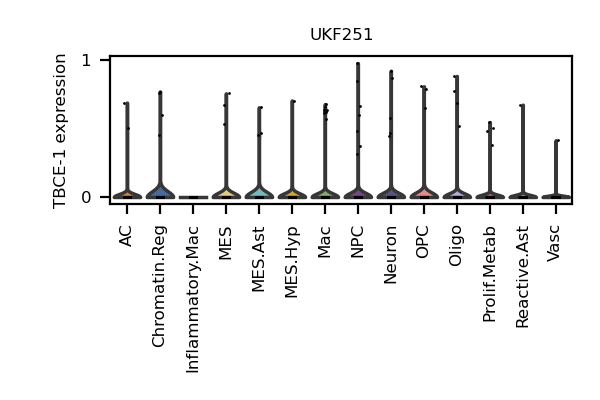 UKF251
TBCE-1 expression
1
0
AC
Chromatin.Reg
Inflammatory.Mac
MES
MES.Ast
MES.Hyp
Mac
NPC
Neuron
OPC
Oligo
Prolif.Metab
Reactive.Ast
Vasc